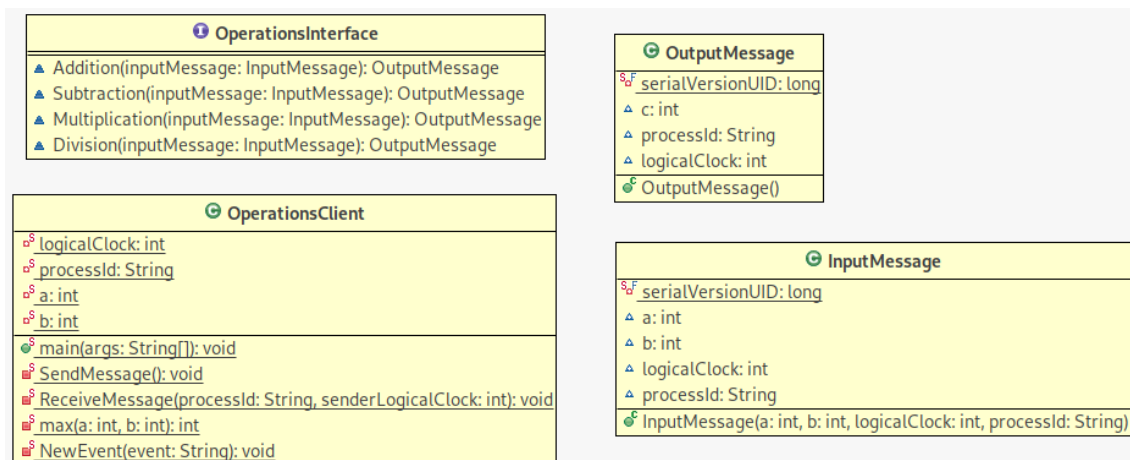 OperationsInterface
Addition(inputMessage: InputMessage): OutputMessage
Subtraction(inputMessage: InputMessage): OutputMessage
Multiplication(inputMessage: InputMessage): OutputMessage
Division(inputMessage: InputMessage): OutputMessage
OutputMessage
serialVersionUID: long
c: int
processId: String
logicalClock: int
OutputMessage()
OperationsClient
logicalClock: int
processId: String
a: int
b: int
main(args: String[]): void
SendMessage(): void
ReceiveMessage(processId: String, senderLogicalClock: int): void
max(a: int, b: int): int
NewEvent(event: String): void
InputMessage
serialVersionUID: long
a: int
b: int
logicalClock: int
processId: String
InputMessage(a: int, b: int, logicalClock: int, processId: String)